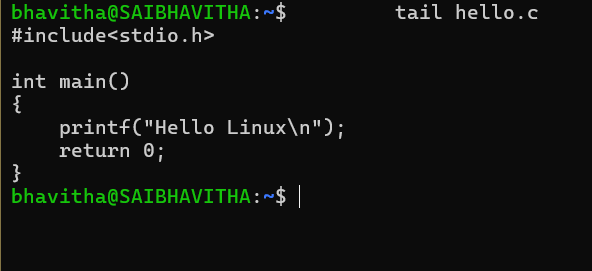 bhavitha@SAIBHAVITHA:~$         tail hello.c
#include<stdio.h>

int main()
{
    printf("Hello Linux\n");
    return 0;
}
bhavitha@SAIBHAVITHA:~$